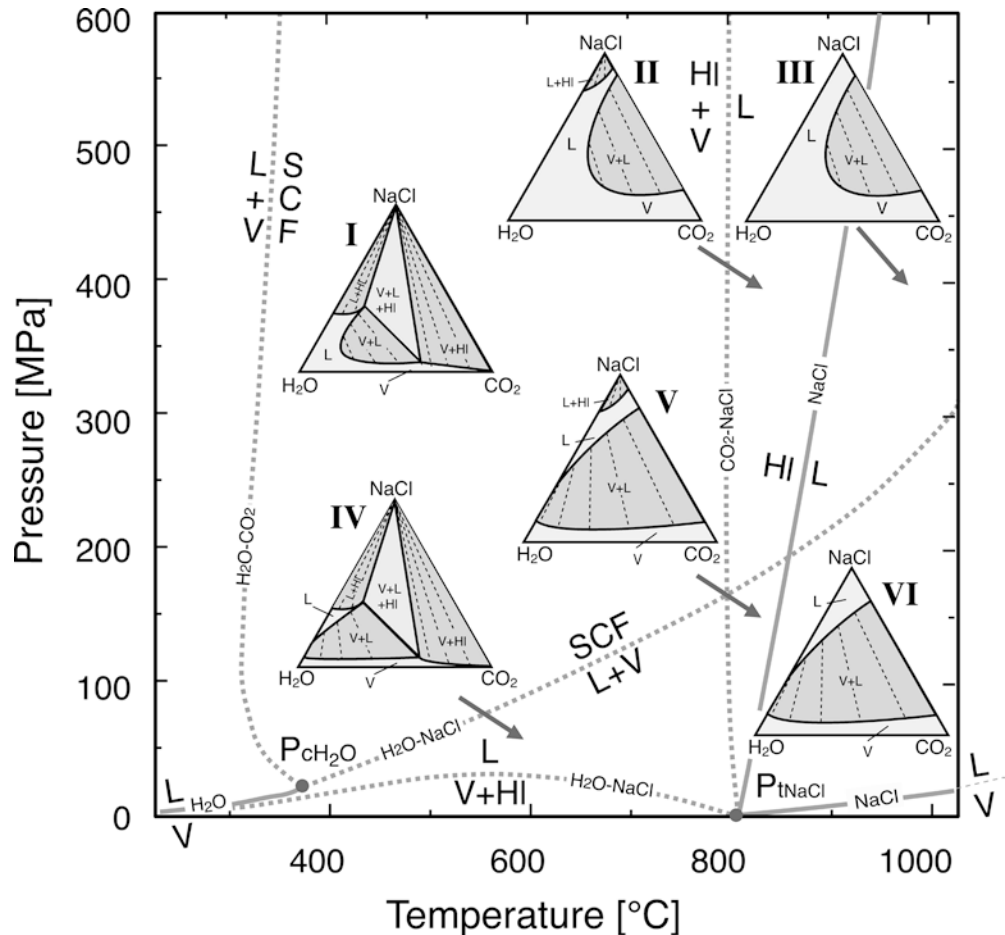 600
500
400
300
200
100
0
Pressure [MPa]
400
600
800
1000
Temperature [°C]
L
+
V
S
C
F
Hl
+
V
L
I
NaCl
L+Hl
V+L
+Hl
V+L
V+Hl
L
V
H2O
CO2
II
NaCl
L+Hl
L
V+L
V
H2O
CO2
III
NaCl
L
V+L
V
H2O
CO2
IV
NaCl
L+Hl
L
V+L
+Hl
V+L
V+Hl
V
H2O
CO2
V
NaCl
L+Hl
L
V+L
V
H2O
CO2
VI
NaCl
L
V+L
V
H2O
CO2
H2O-CO2
CO2-NaCl
NaCl
Hl
L
SCF
L+V
H2O-NaCl
PcH2O
L
H2O
V
L
V+Hl
H2O-NaCl
PtNaCl
NaCl
L
V